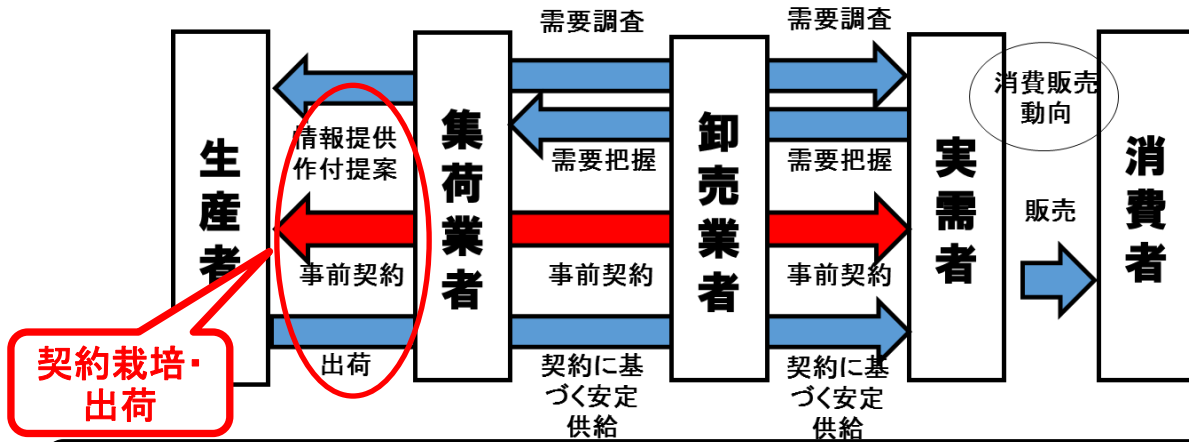 需要調査
需要調査
生産者
集荷業者
卸売業者
実需者
消費者
消費販売
動向
情報提供
作付提案
需要把握
需要把握
販売
事前契約
事前契約
事前契約
契約栽培・
出荷
出荷
契約に基
づく安定
供給
契約に基
づく安定
供給